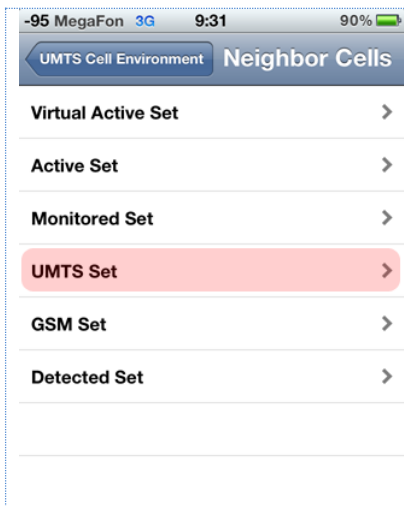 -95 MegaFon 3G 9:31 90%
UMTS Cell Environment Neighbor Cells
Virtual Active Set
Active Set
Monitored Set
UMTS Set
GSM Set
Detected Set